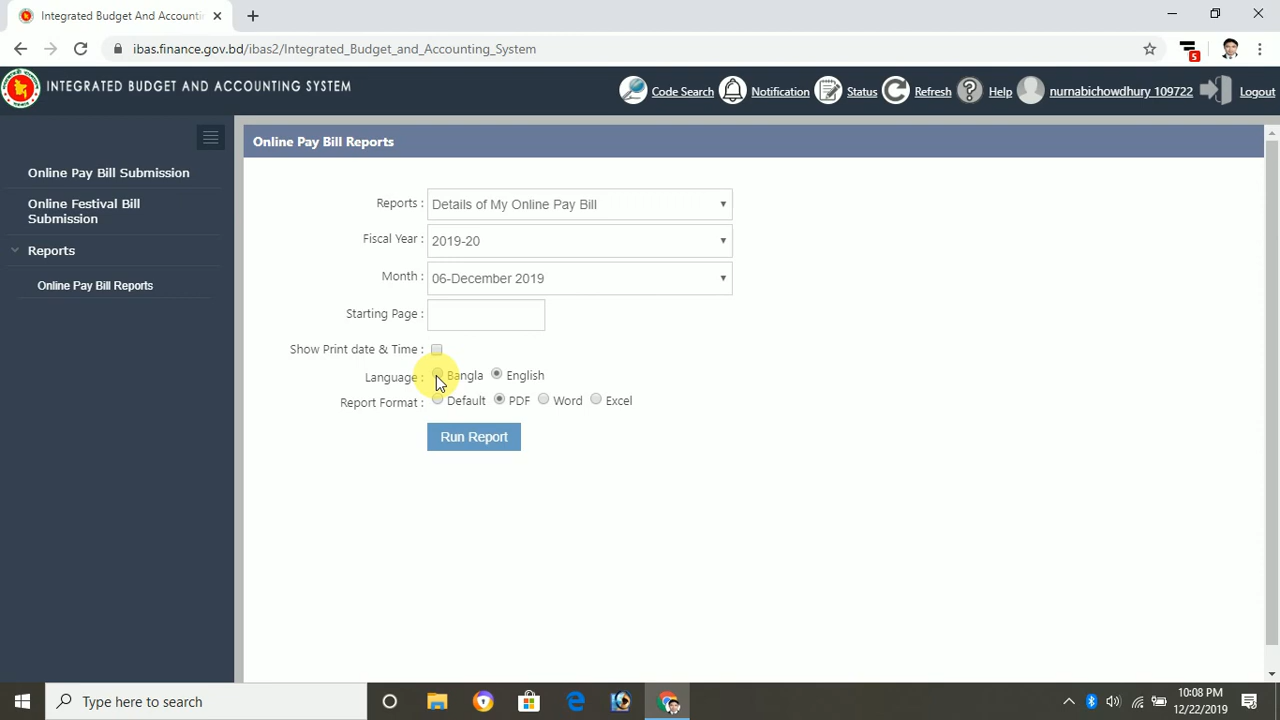 Integrated Budget And Accounti
ibas.finance.gov.bd/ibas2/Integrated_Budget_and_Accounting_System
5
INTEGRATED BUDGET AND ACCOUNTING SYSTEM
Code Search
Notification
Status
Refresh
Help
nurnabichowdhury 109722
Logout
Online Pay Bill Submission
Online Festival Bill
Submission
Reports
Online Pay Bill Reports
Online Pay Bill Reports
Reports : Details of My Online Pay Bill
Fiscal Year : 2019-20
Month : 06-December 2019
Starting Page :
Show Print date & Time :
Language : Bangla English
Report Format : Default PDF Word Excel
Run Report
Type here to search
10:08 PM
12/22/2019